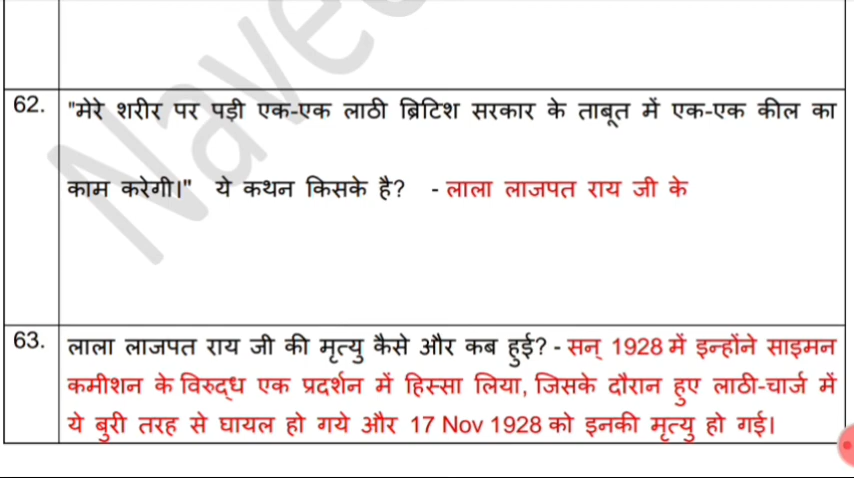 Navee
62. "मेरे शरीर पर पड़ी एक-एक लाठी ब्रिटिश सरकार के ताबूत में एक-एक कील का
काम करेगी।" ये कथन किसके है? - लाला लाजपत राय जी के
63. लाला लाजपत राय जी की मृत्यु कैसे और कब हुई? - सन् 1928 में इन्होंने साइमन
कमीशन के विरुद्ध एक प्रदर्शन में हिस्सा लिया, जिसके दौरान हुए लाठी-चार्ज में
ये बुरी तरह से घायल हो गये और 17 Nov 1928 को इनकी मृत्यु हो गई।